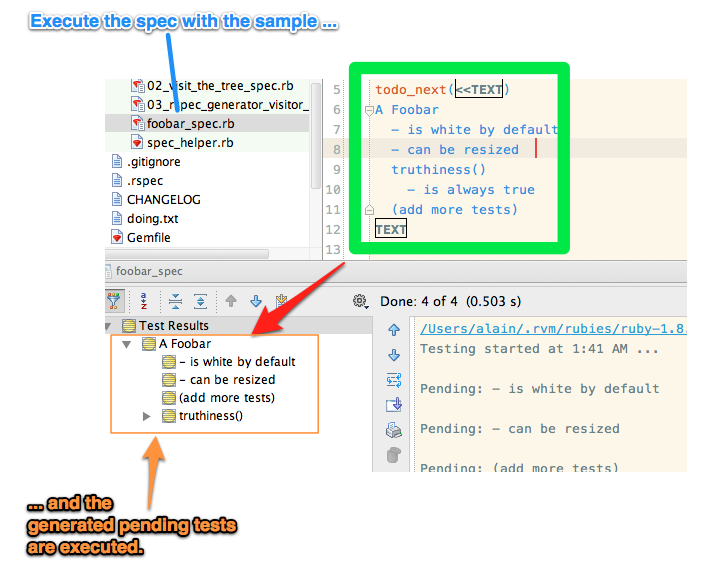 Execute the spec with the sample ...
02_visit_the_tree_spec.rb
03_rspec_generator_visitor_
foobar_spec.rb
spec_helper.rb
.gitignore
.rspec
CHANGELOG
doing.txt
Gemfile
5 todo_next(<<TEXT)
6 A Foobar
7 - is white by default
8 - can be resized
9 truthiness()
10 - is always true
11 (add more tests)
12 TEXT
13
foobar_spec
Done: 4 of 4 (0.503 s)
Test Results
A Foobar
- is white by default
- can be resized
(add more tests)
truthiness()
/Users/alain/.rvm/rubies/ruby-1.8.
Testing started at 1:41 AM ...
Pending: - is white by default
Pending: - can be resized
Pending: (add more tests)
... and the
generated pending tests
are executed.